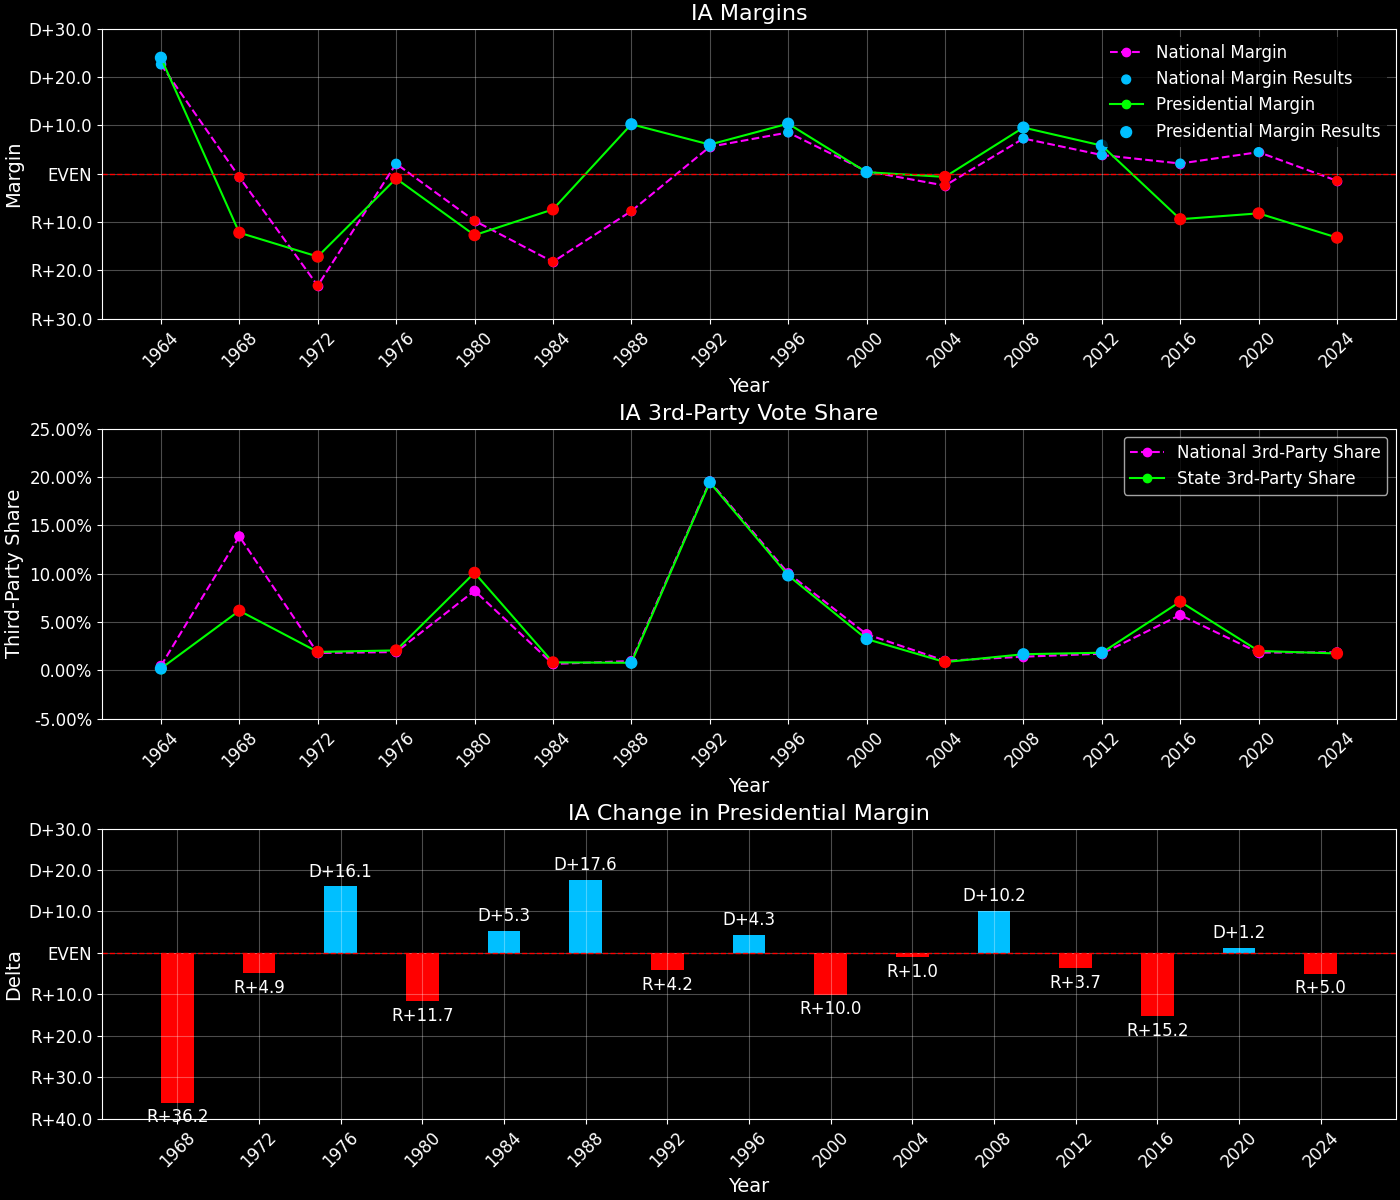 IA Margins
D+30.0
D+20.0
D+10.0
EVEN
R+10.0
R+20.0
R+30.0
Margin
National Margin
National Margin Results
Presidential Margin
Presidential Margin Results
1964 1968 1972 1976 1980 1984 1988 1992 1996 2000 2004 2008 2012 2016 2020 2024
Year
IA 3rd-Party Vote Share
25.00%
20.00%
15.00%
10.00%
5.00%
0.00%
-5.00%
Third-Party Share
National 3rd-Party Share
State 3rd-Party Share
1964 1968 1972 1976 1980 1984 1988 1992 1996 2000 2004 2008 2012 2016 2020 2024
Year
IA Change in Presidential Margin
D+30.0
D+20.0
D+10.0
EVEN
R+10.0
R+20.0
R+30.0
R+40.0
Delta
R+36.2
R+4.9
D+16.1
R+11.7
D+5.3
D+17.6
R+4.2
D+4.3
R+10.0
R+1.0
D+10.2
R+3.7
R+15.2
D+1.2
R+5.0
1968 1972 1976 1980 1984 1988 1992 1996 2000 2004 2008 2012 2016 2020 2024
Year